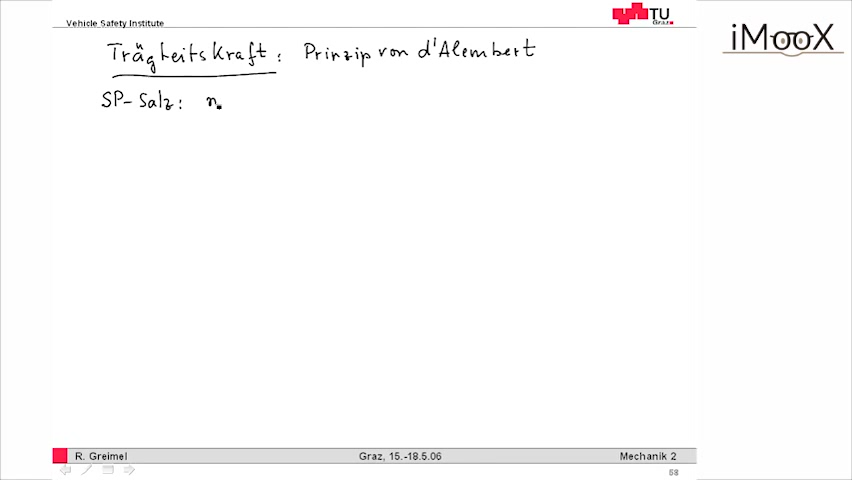 Vehicle Safety Institute
TU
Graz
iMooX
Trägheitskraft: Prinzip von d'Alembert
SP-Satz: n
R. Greimel Graz, 15.-18.5.06 Mechanik 2
58